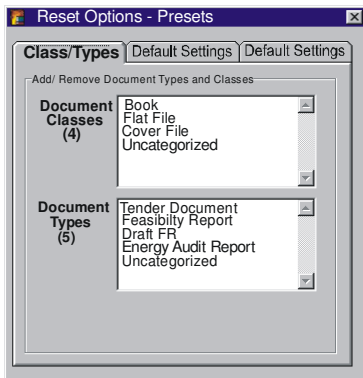 Reset Options - Presets
Class/Types Default Settings Default Settings
Add/ Remove Document Types and Classes
Document Classes (4)
Book
Flat File
Cover File
Uncategorized
Document Types (5)
Tender Document
Feasibilty Report
Draft FR
Energy Audit Report
Uncategorized